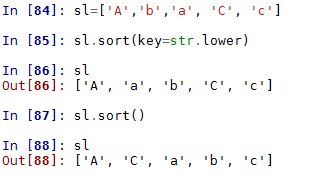 In [84]: sl=['A','b','a', 'C', 'c']
In [85]: sl.sort(key=str.lower)
In [86]: sl
Out[86]: ['A', 'a', 'b', 'C', 'c']
In [87]: sl.sort()
In [88]: sl
Out[88]: ['A', 'C', 'a', 'b', 'c']